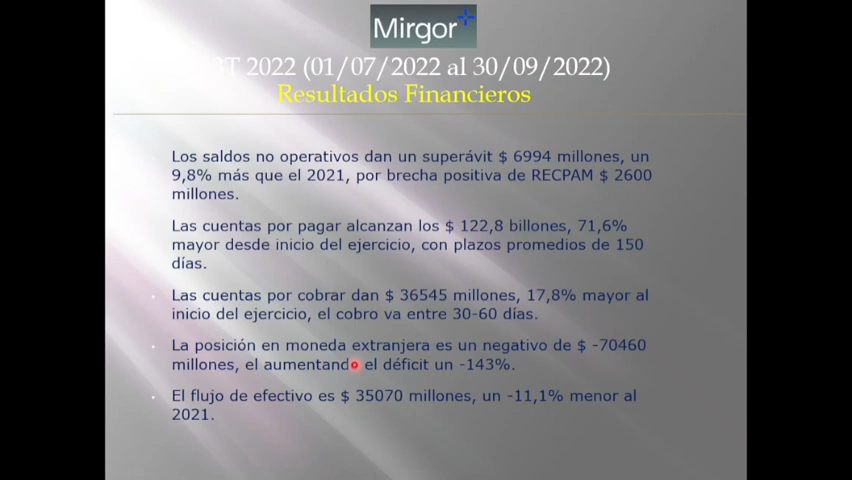 Mirgor
3T 2022 (01/07/2022 al 30/09/2022)
Resultados Financieros
Los saldos no operativos dan un superávit $ 6994 millones, un
9,8% más que el 2021, por brecha positiva de RECPAM $ 2600
millones.
Las cuentas por pagar alcanzan los $ 122,8 billones, 71,6%
mayor desde inicio del ejercicio, con plazos promedios de 150
días.
Las cuentas por cobrar dan $ 36545 millones, 17,8% mayor al
inicio del ejercicio, el cobro va entre 30-60 días.
La posición en moneda extranjera es un negativo de $ -70460
millones, el aumentando el déficit un -143%.
El flujo de efectivo es $ 35070 millones, un -11,1% menor al
2021.